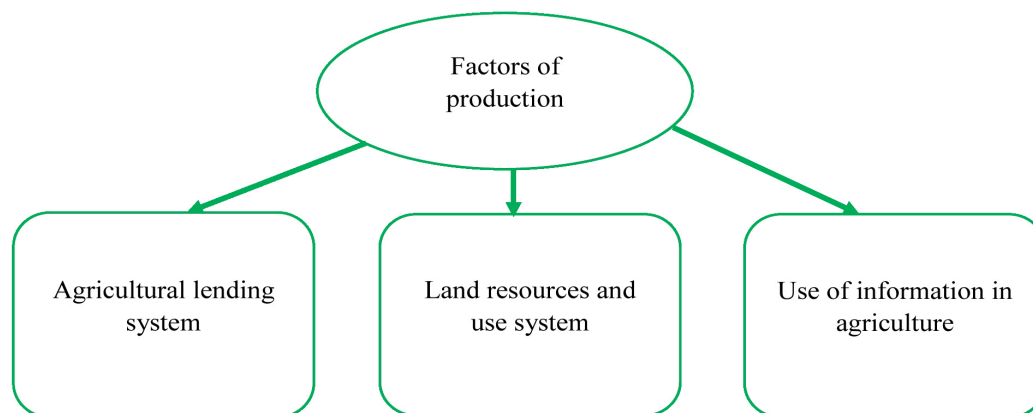 Factors of
production
Agricultural lending
system
Land resources and
use system
Use of information in
agriculture